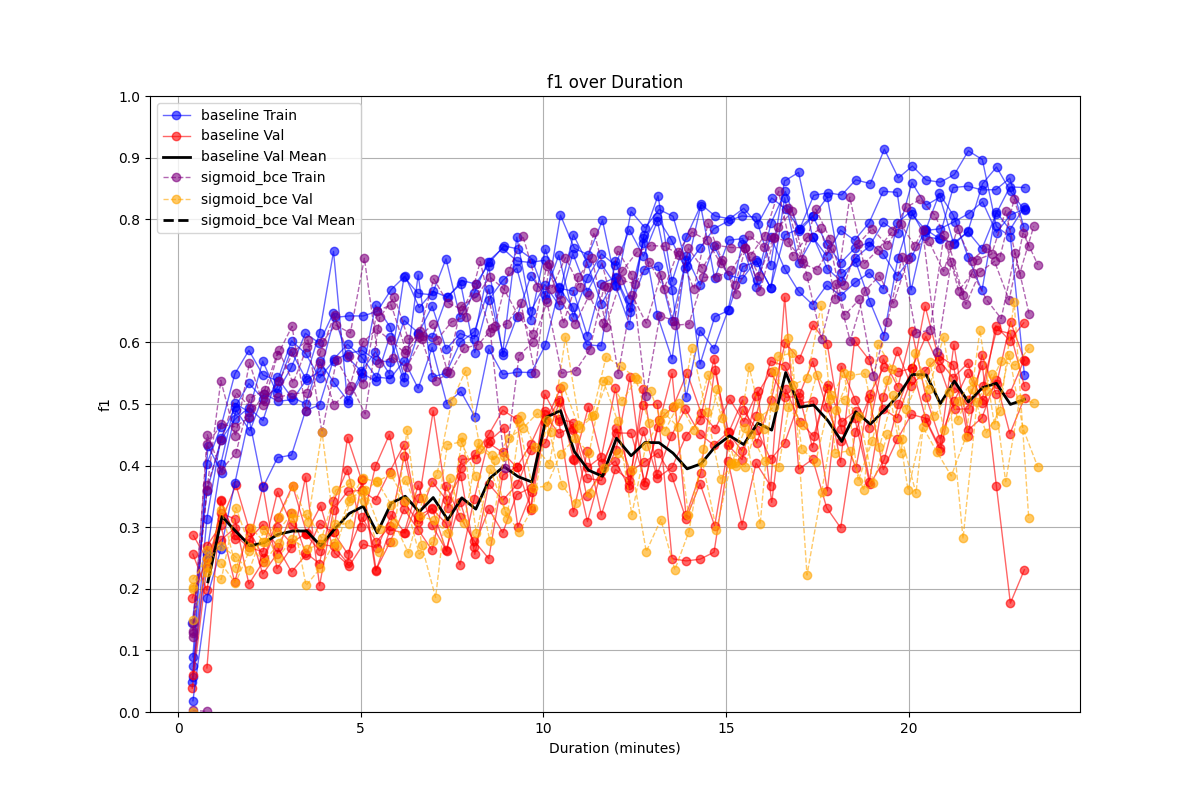 f1 over Duration
1.0
0.9
0.8
0.7
0.6
0.5
0.4
0.3
0.2
0.1
0.0
f1
baseline Train
baseline Val
baseline Val Mean
sigmoid_bce Train
sigmoid_bce Val
sigmoid_bce Val Mean
0 5 10 15 20
Duration (minutes)